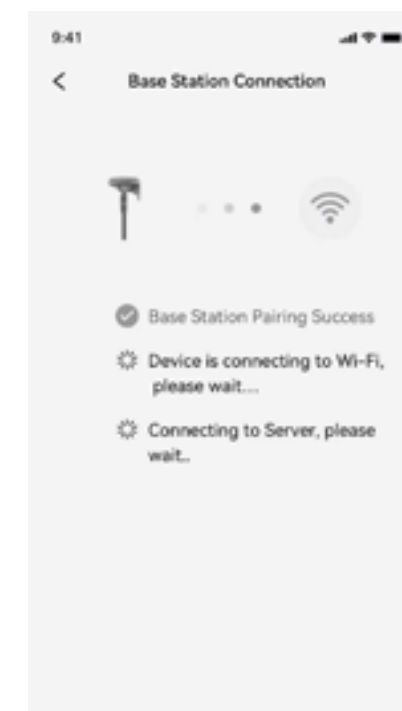 9:41
Base Station Connection
Base Station Pairing Success
Device is connecting to Wi-Fi,
please wait....
Connecting to Server, please
wait..